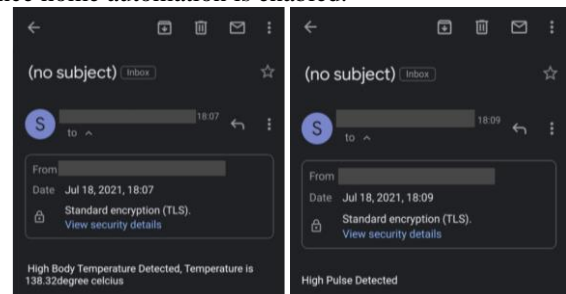 nce home automation is enabled.
(no subject) Inbox
S
18:07
to
From
Date Jul 18, 2021, 18:07
Standard encryption (TLS).
View security details
High Body Temperature Detected, Temperature is
138.32degree celcius
(no subject) Inbox
S
18:09
to
From
Date Jul 18, 2021, 18:09
Standard encryption (TLS).
View security details
High Pulse Detected